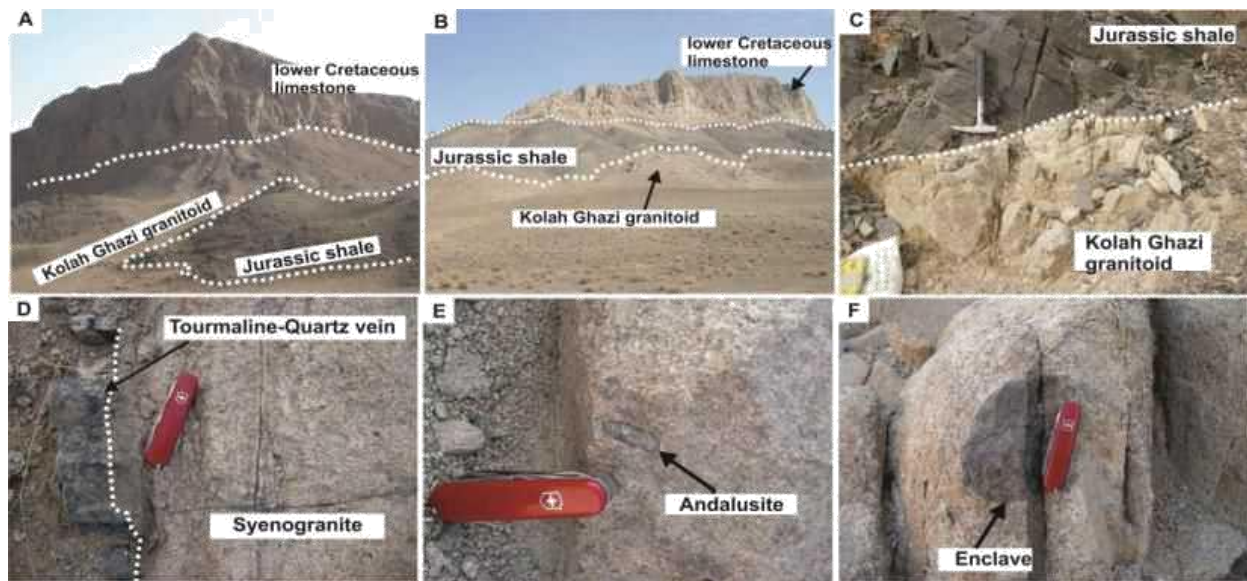 A
lower Cretaceous
limestone
Kolah Ghazi granitoid
Jurassic shale
B
lower Cretaceous
limestone
Jurassic shale
Kolah Ghazi granitoid
C
Jurassic shale
Kolah Ghazi
granitoid
D
Tourmaline-Quartz vein
Syenogranite
E
Andalusite
F
Enclave